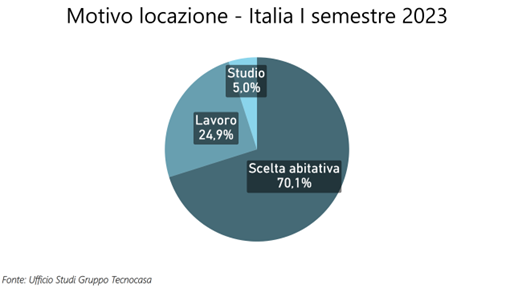 Motivo locazione - Italia I semestre 2023
Studio
5,0%
Lavoro
24,9%
Scelta abitativa
70,1%
Fonte: Ufficio Studi Gruppo Tecnocasa